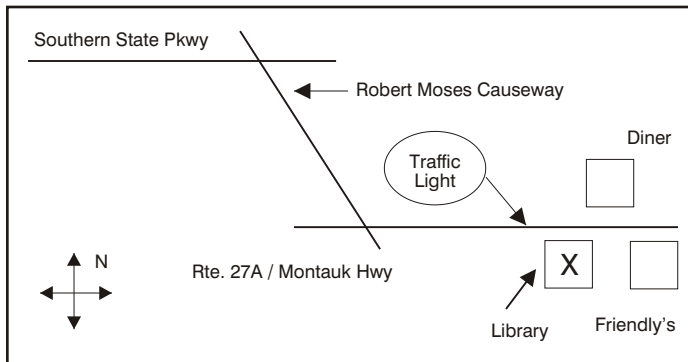 Southern State Pkwy
Robert Moses Causeway
Diner
Traffic
Light
N
Rte. 27A / Montauk Hwy
X
Library
Friendly's